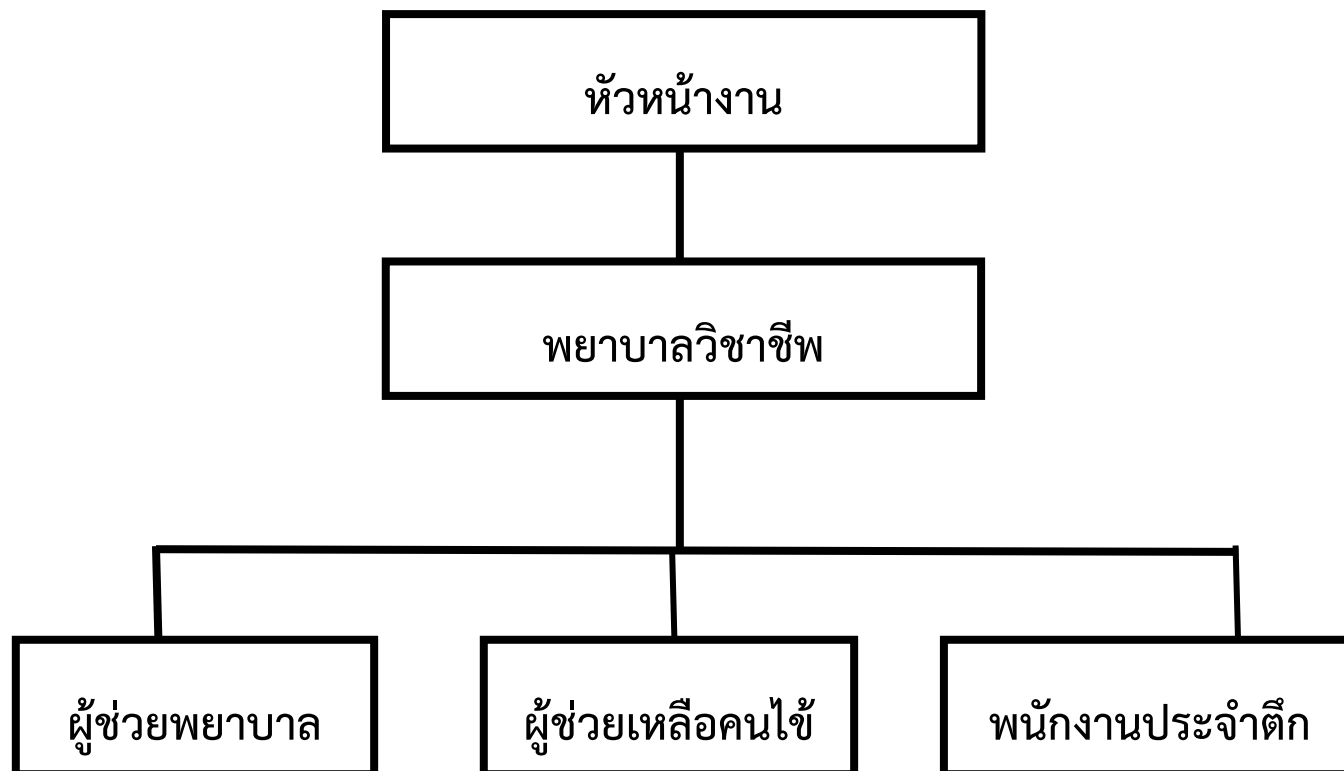 หัวหน้างาน
พยาบาลวิชาชีพ
ผู้ช่วยพยาบาล
ผู้ช่วยเหลือคนไข้
พนักงานประจำตึก